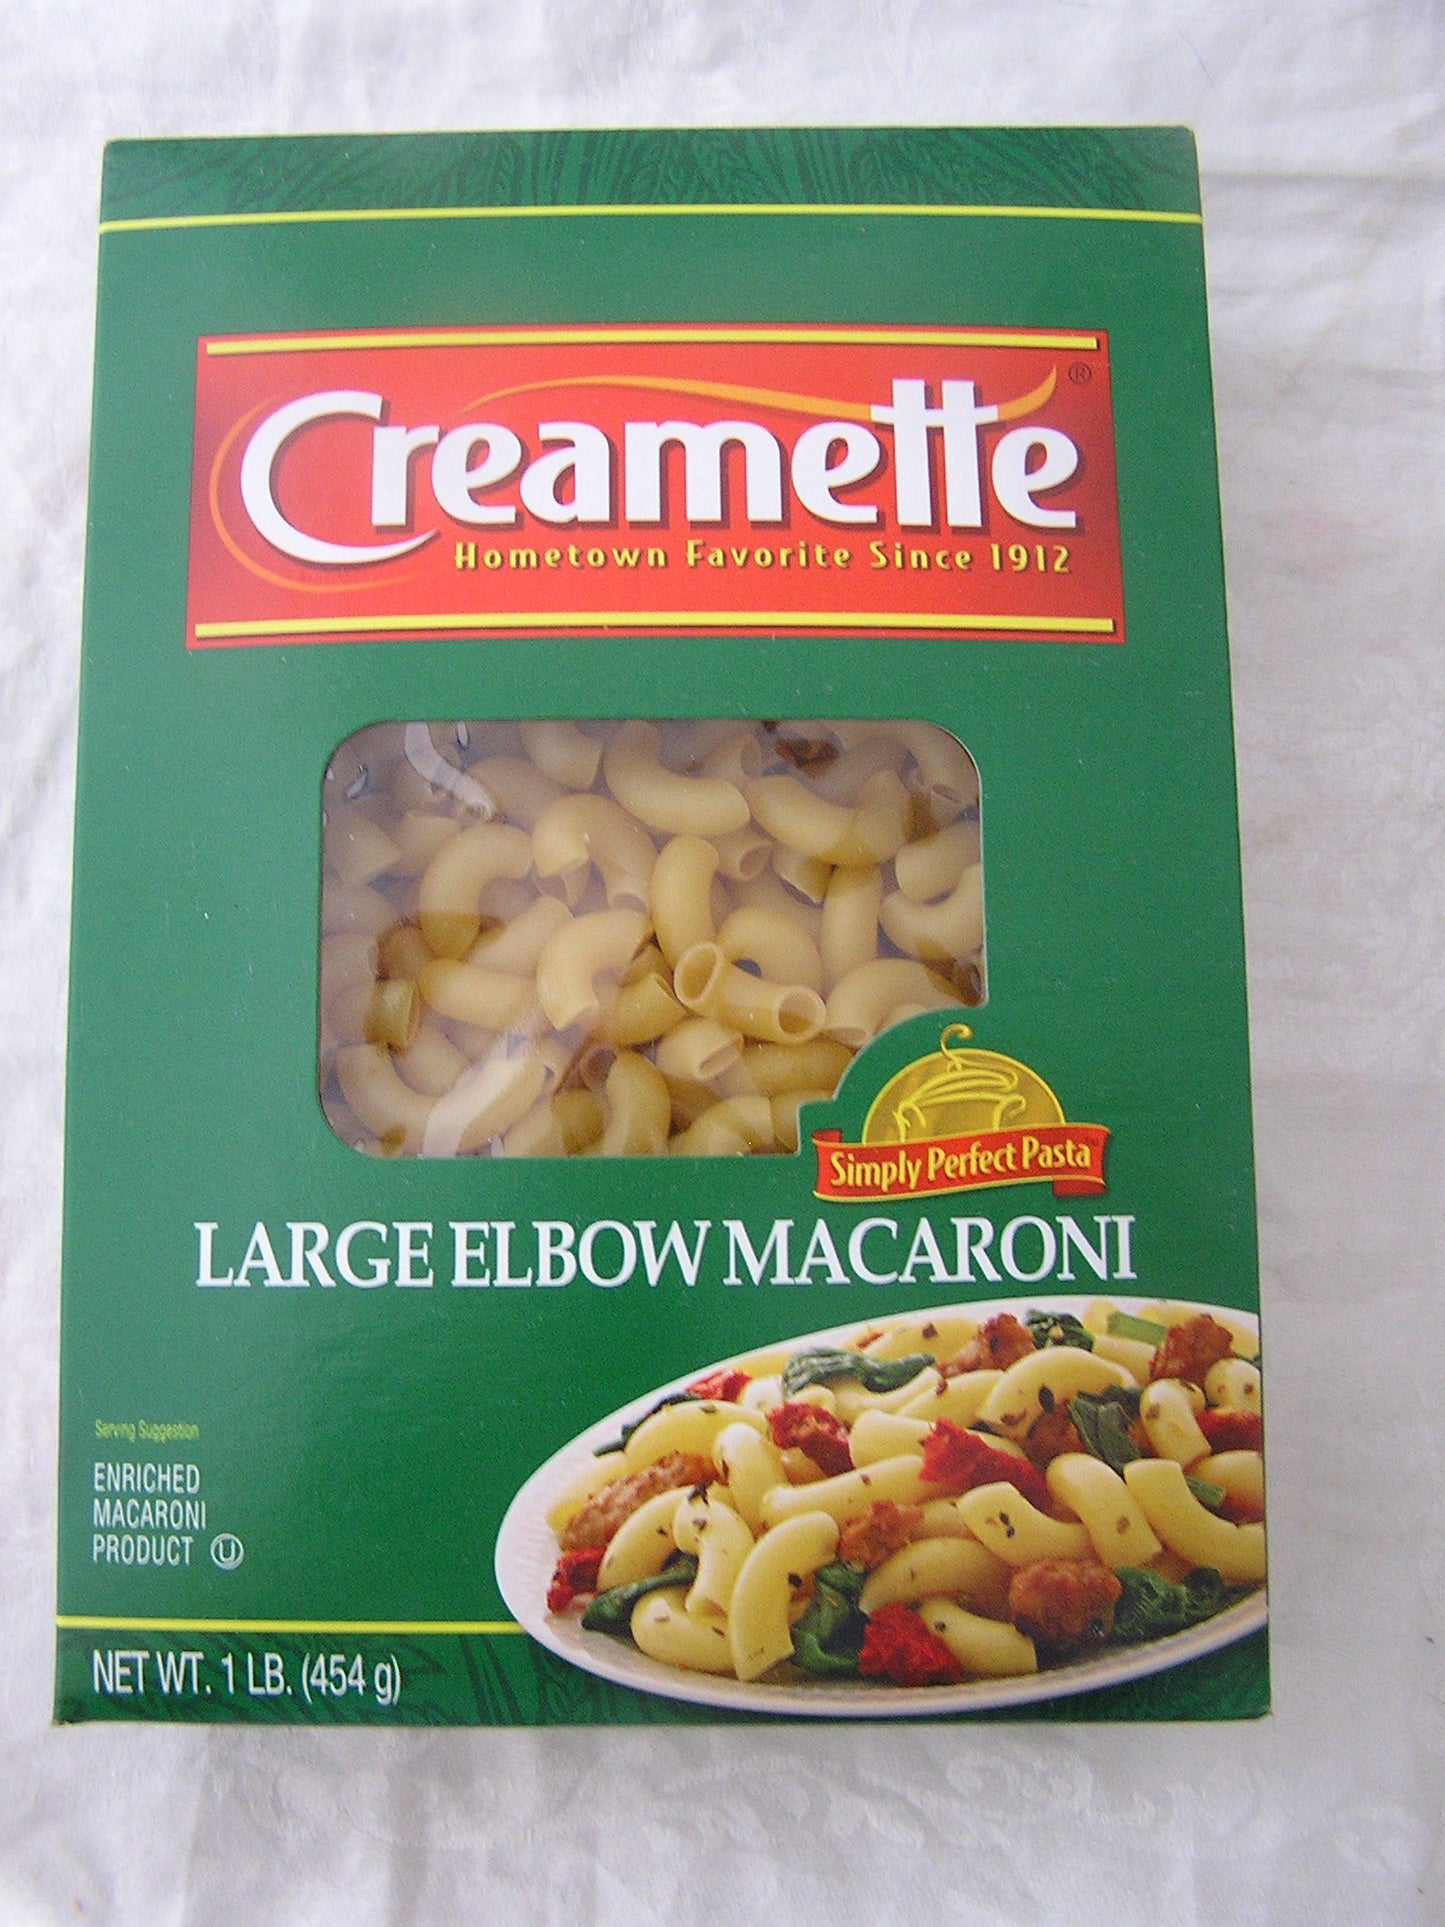 Creamette®
Hometown Favorite Since 1912
Simply Perfect Pasta™
LARGE ELBOW MACARONI
Serving Suggestion
ENRICHED
MACARONI
PRODUCT Ⓤ
NET WT. 1 LB. (454 g)